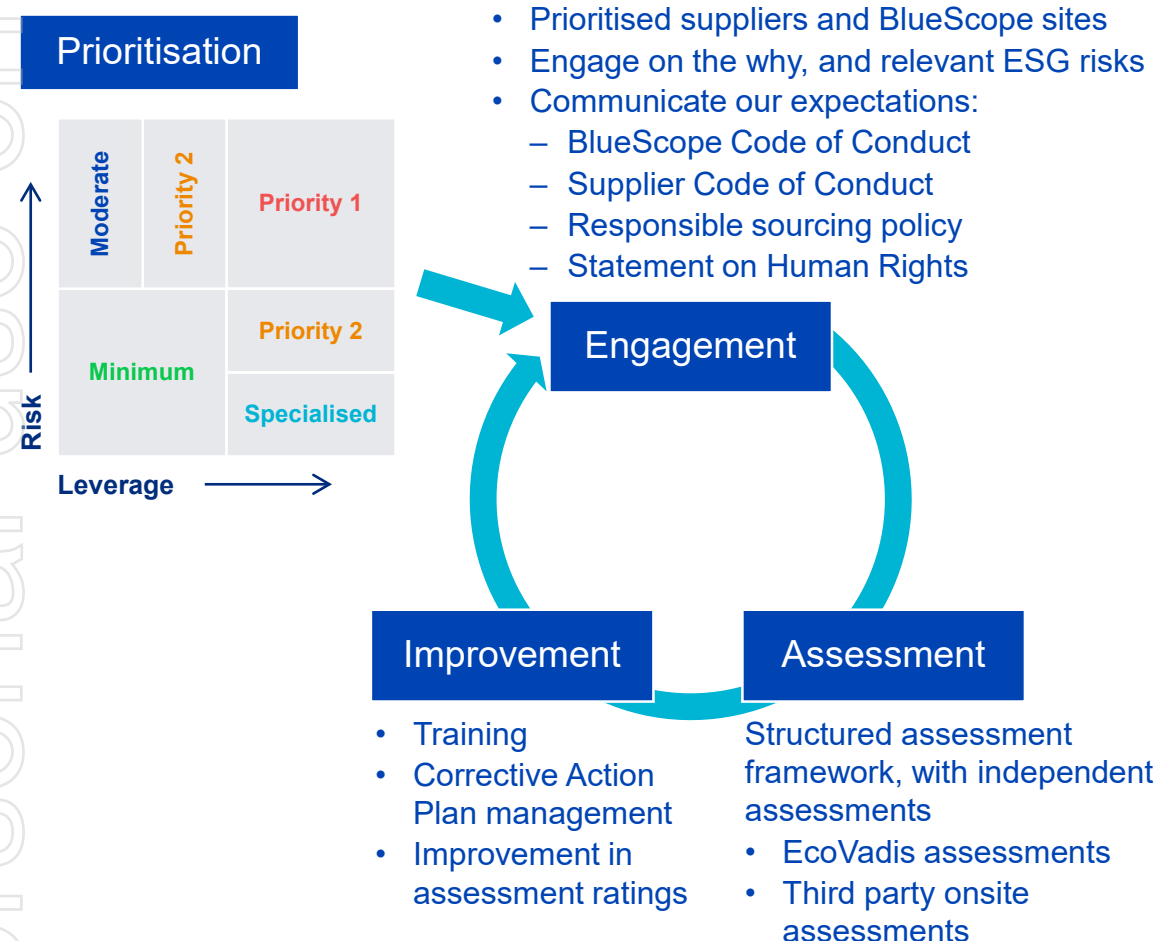 Prioritisation
Moderate
Priority 2
Priority 1
Minimum
Priority 2
Specialised
Risk
Leverage
• Prioritised suppliers and BlueScope sites
• Engage on the why, and relevant ESG risks
• Communicate our expectations:
– BlueScope Code of Conduct
– Supplier Code of Conduct
– Responsible sourcing policy
– Statement on Human Rights
Engagement
Improvement
• Training
• Corrective Action
Plan management
• Improvement in
assessment ratings
Assessment
Structured assessment
framework, with independent
assessments
• EcoVadis assessments
• Third party onsite
assessments